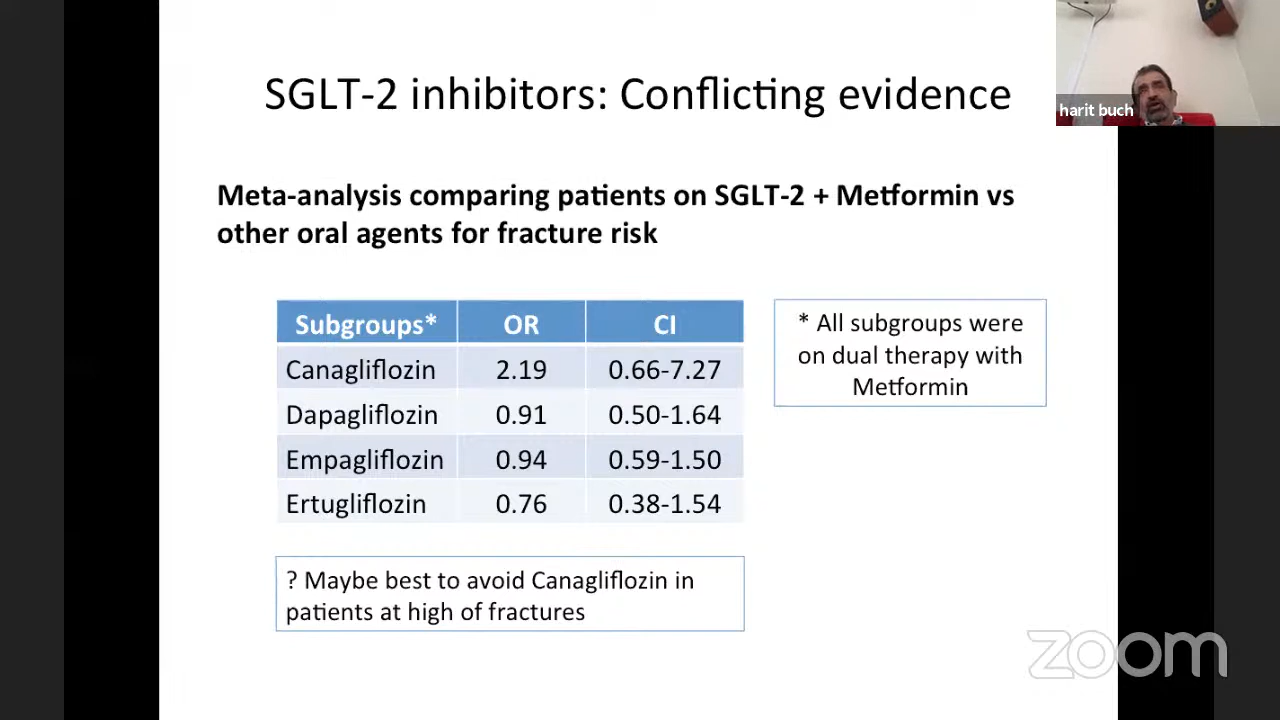 SGLT-2 inhibitors: Conflicting evidence
harit buch
Meta-analysis comparing patients on SGLT-2 + Metformin vs
other oral agents for fracture risk
Subgroups* OR CI
Canagliflozin 2.19 0.66-7.27
Dapagliflozin 0.91 0.50-1.64
Empagliflozin 0.94 0.59-1.50
Ertugliflozin 0.76 0.38-1.54
* All subgroups were
on dual therapy with
Metformin
? Maybe best to avoid Canagliflozin in
patients at high of fractures
zoom